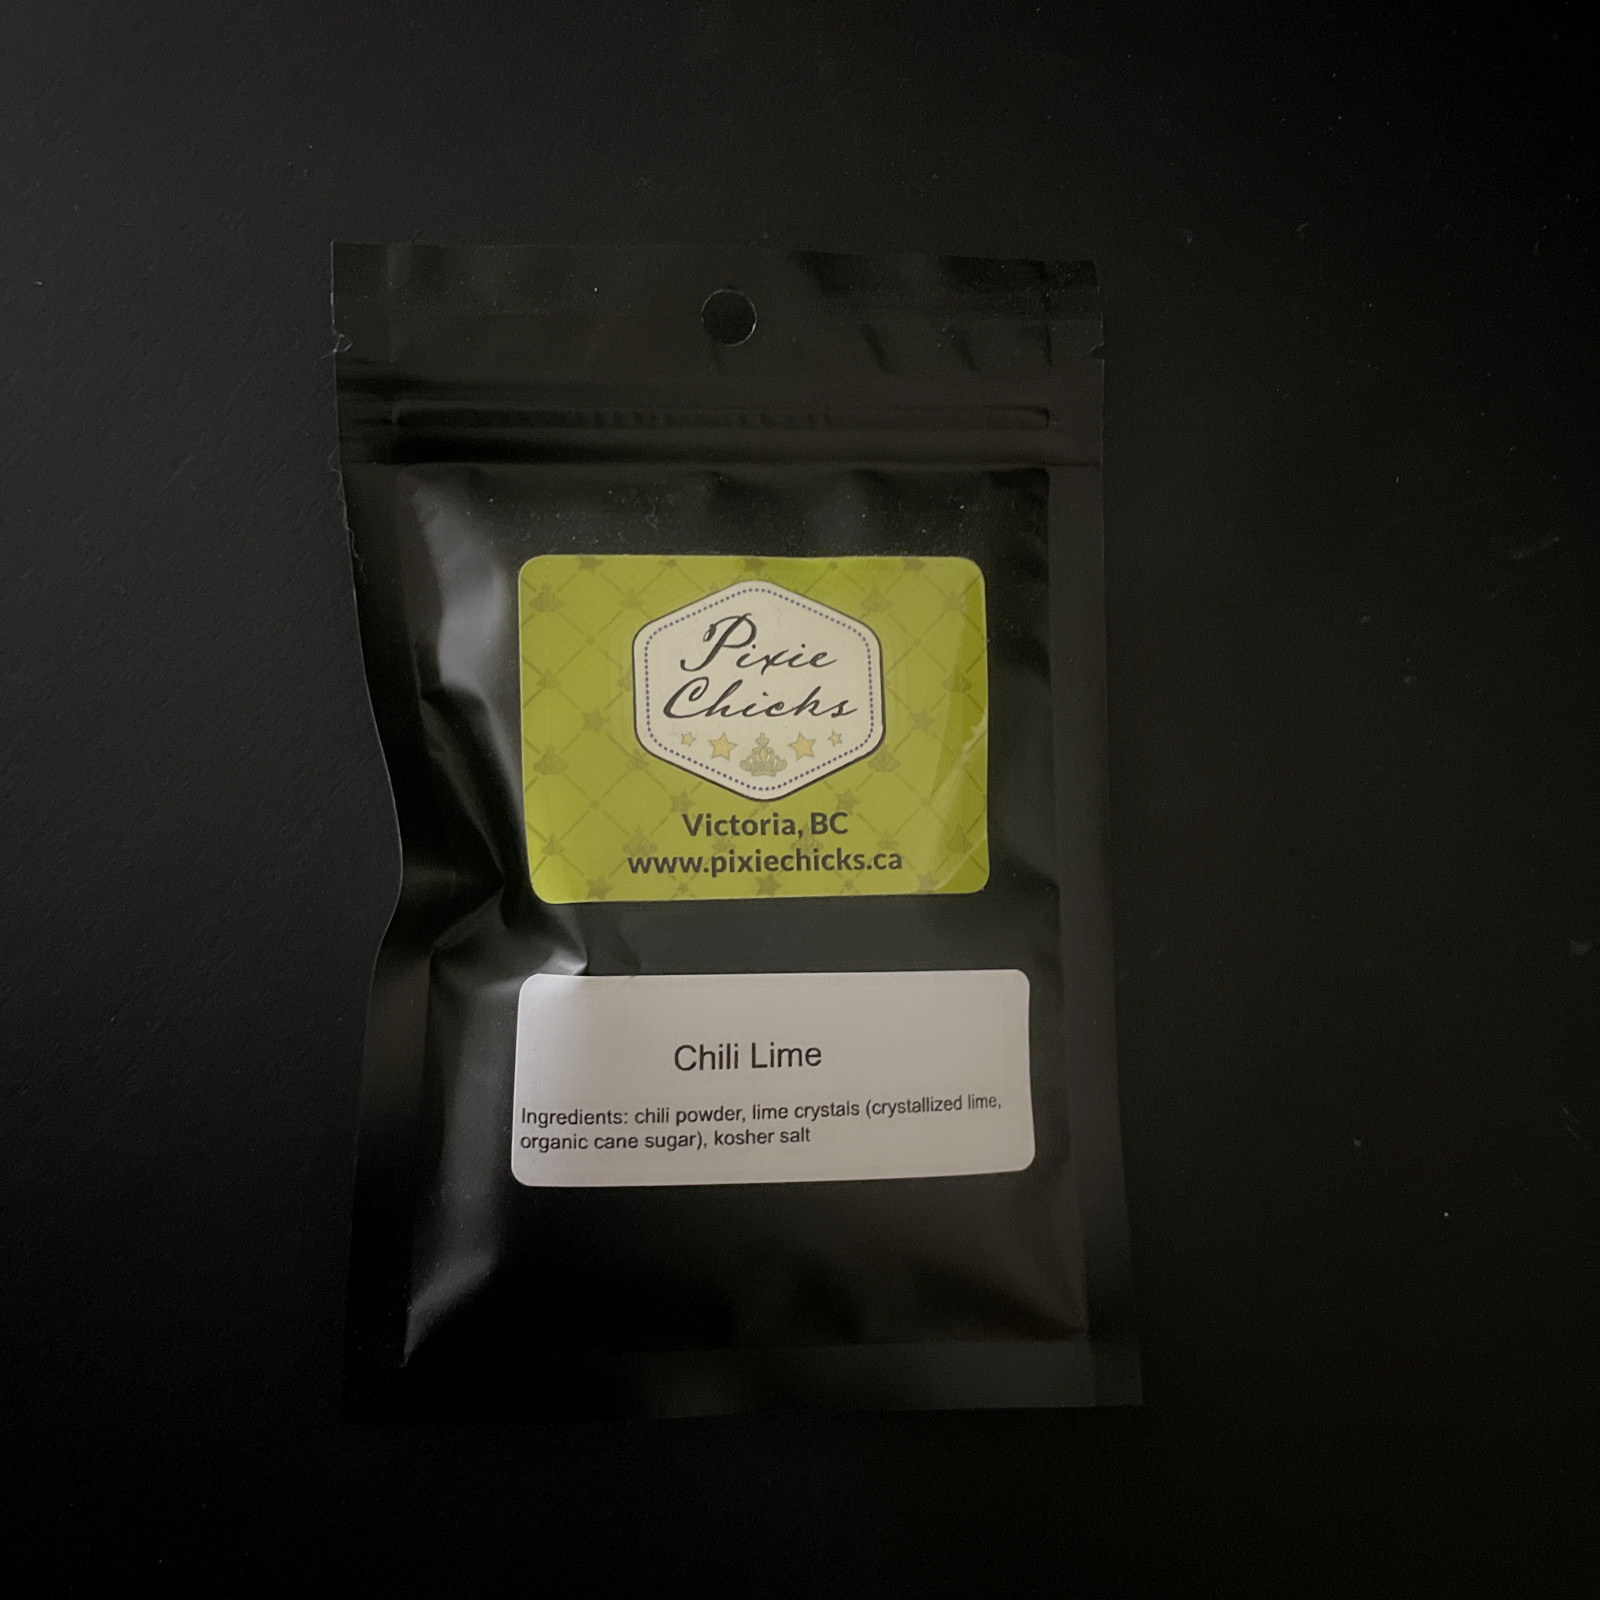 Pixie
Chicks
Victoria, BC
www.pixiechicks.ca
Chili Lime
Ingredients: chili powder, lime crystals (crystallized lime,
organic cane sugar), kosher salt